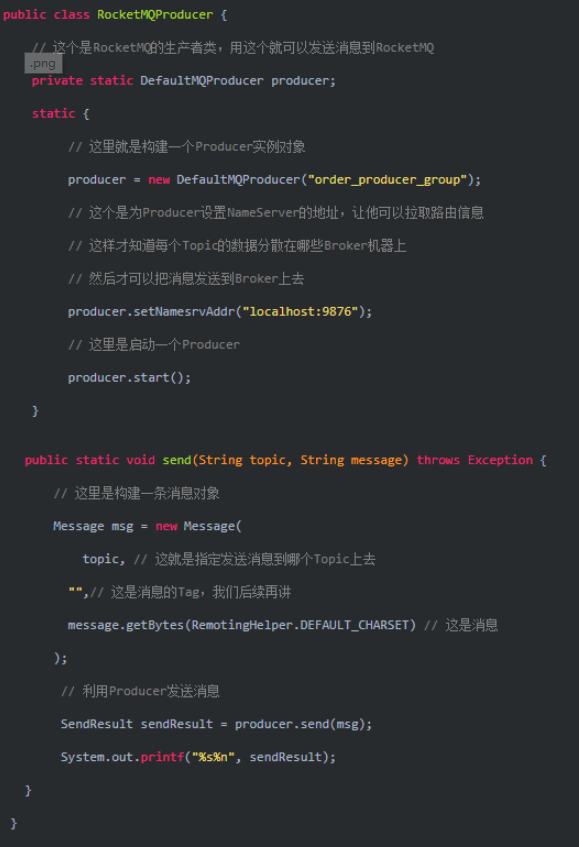 public class RocketMQProducer {
// 这个是RocketMQ的生产者类，用这个就可以发送消息到RocketMQ
.png
private static DefaultMQProducer producer;
static {
// 这里就是构建一个Producer实例对象
producer = new DefaultMQProducer("order_producer_group");
// 这个是为Producer设置NameServer的地址，让他可以拉取路由信息
// 这样才知道每个Topic的数据分散在哪些Broker机器上
// 然后才可以把消息发送到Broker上去
producer.setNamesrvAddr("localhost:9876");
// 这里是启动一个Producer
producer.start();
}
public static void send(String topic, String message) throws Exception {
// 这里是构建一条消息对象
Message msg = new Message(
topic, // 这就是指定发送消息到哪个Topic上去
"",// 这是消息的Tag，我们后续再讲
message.getBytes(RemotingHelper.DEFAULT_CHARSET) // 这是消息
);
// 利用Producer发送消息
SendResult sendResult = producer.send(msg);
System.out.printf("%s%n", sendResult);
}
}